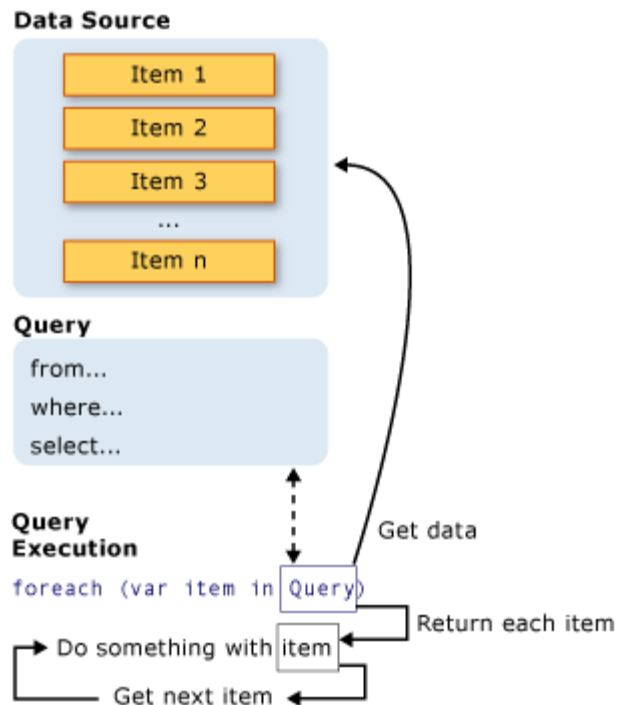 Data Source
Item 1
Item 2
Item 3
...
Item n
Query
from...
where...
select...
Query
Execution
Get data
foreach (var item in Query)
Return each item
Do something with item
Get next item